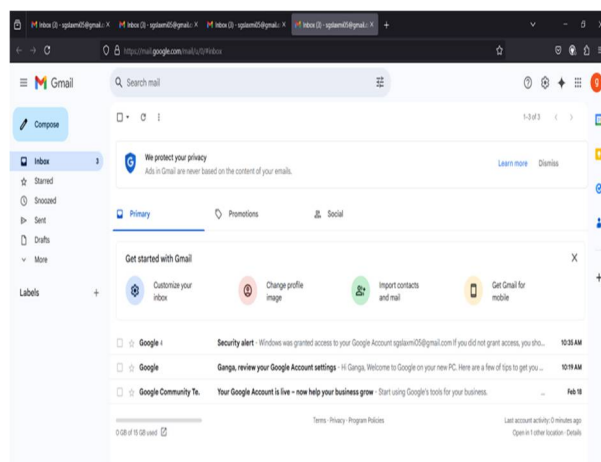 Inbox (3) - sgslaxmi05@gmail.c X Inbox (3) - sgslaxmi05@gmail.c X Inbox (3) - sgslaxmi05@gmail.c X Inbox (3) - sgslaxmi05@gmail.c X +
https://mail.google.com/mail/u/0/#inbox
Gmail
Search mail
Compose
1-3 of 3
Inbox 3
Starred
Snoozed
Sent
Drafts
More
Labels +
We protect your privacy
Ads in Gmail are never based on the content of your emails.
Learn more Dismiss
Primary Promotions Social
Get started with Gmail X
Customize your inbox
Change profile image
Import contacts and mail
Get Gmail for mobile
Google 4 Security alert - Windows was granted access to your Google Account sgslaxmi05@gmail.com If you did not grant access, you sho... 10:35 AM
Google Ganga, review your Google Account settings - Hi Ganga, Welcome to Google on your new PC. Here are a few of tips to get you ... 10:19 AM
Google Community Te. Your Google Account is live – now help your business grow - Start using Google's tools for your business. ... Feb 18
0 GB of 15 GB used
Terms · Privacy · Program Policies
Last account activity: 0 minutes ago
Open in 1 other location · Details